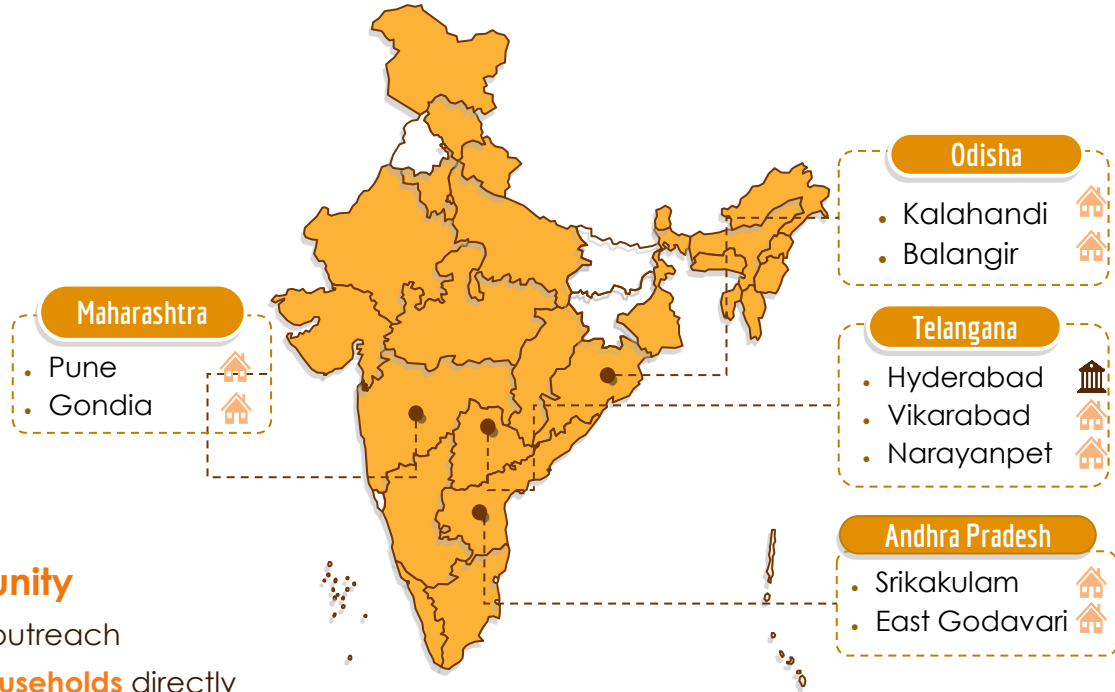 Odisha
• Kalahandi
• Balangir
Maharashtra
• Pune
• Gondia
Telangana
• Hyderabad
• Vikarabad
• Narayanpet
Andhra Pradesh
• Srikakulam
• East Godavari
unity
outreach
useholds directly